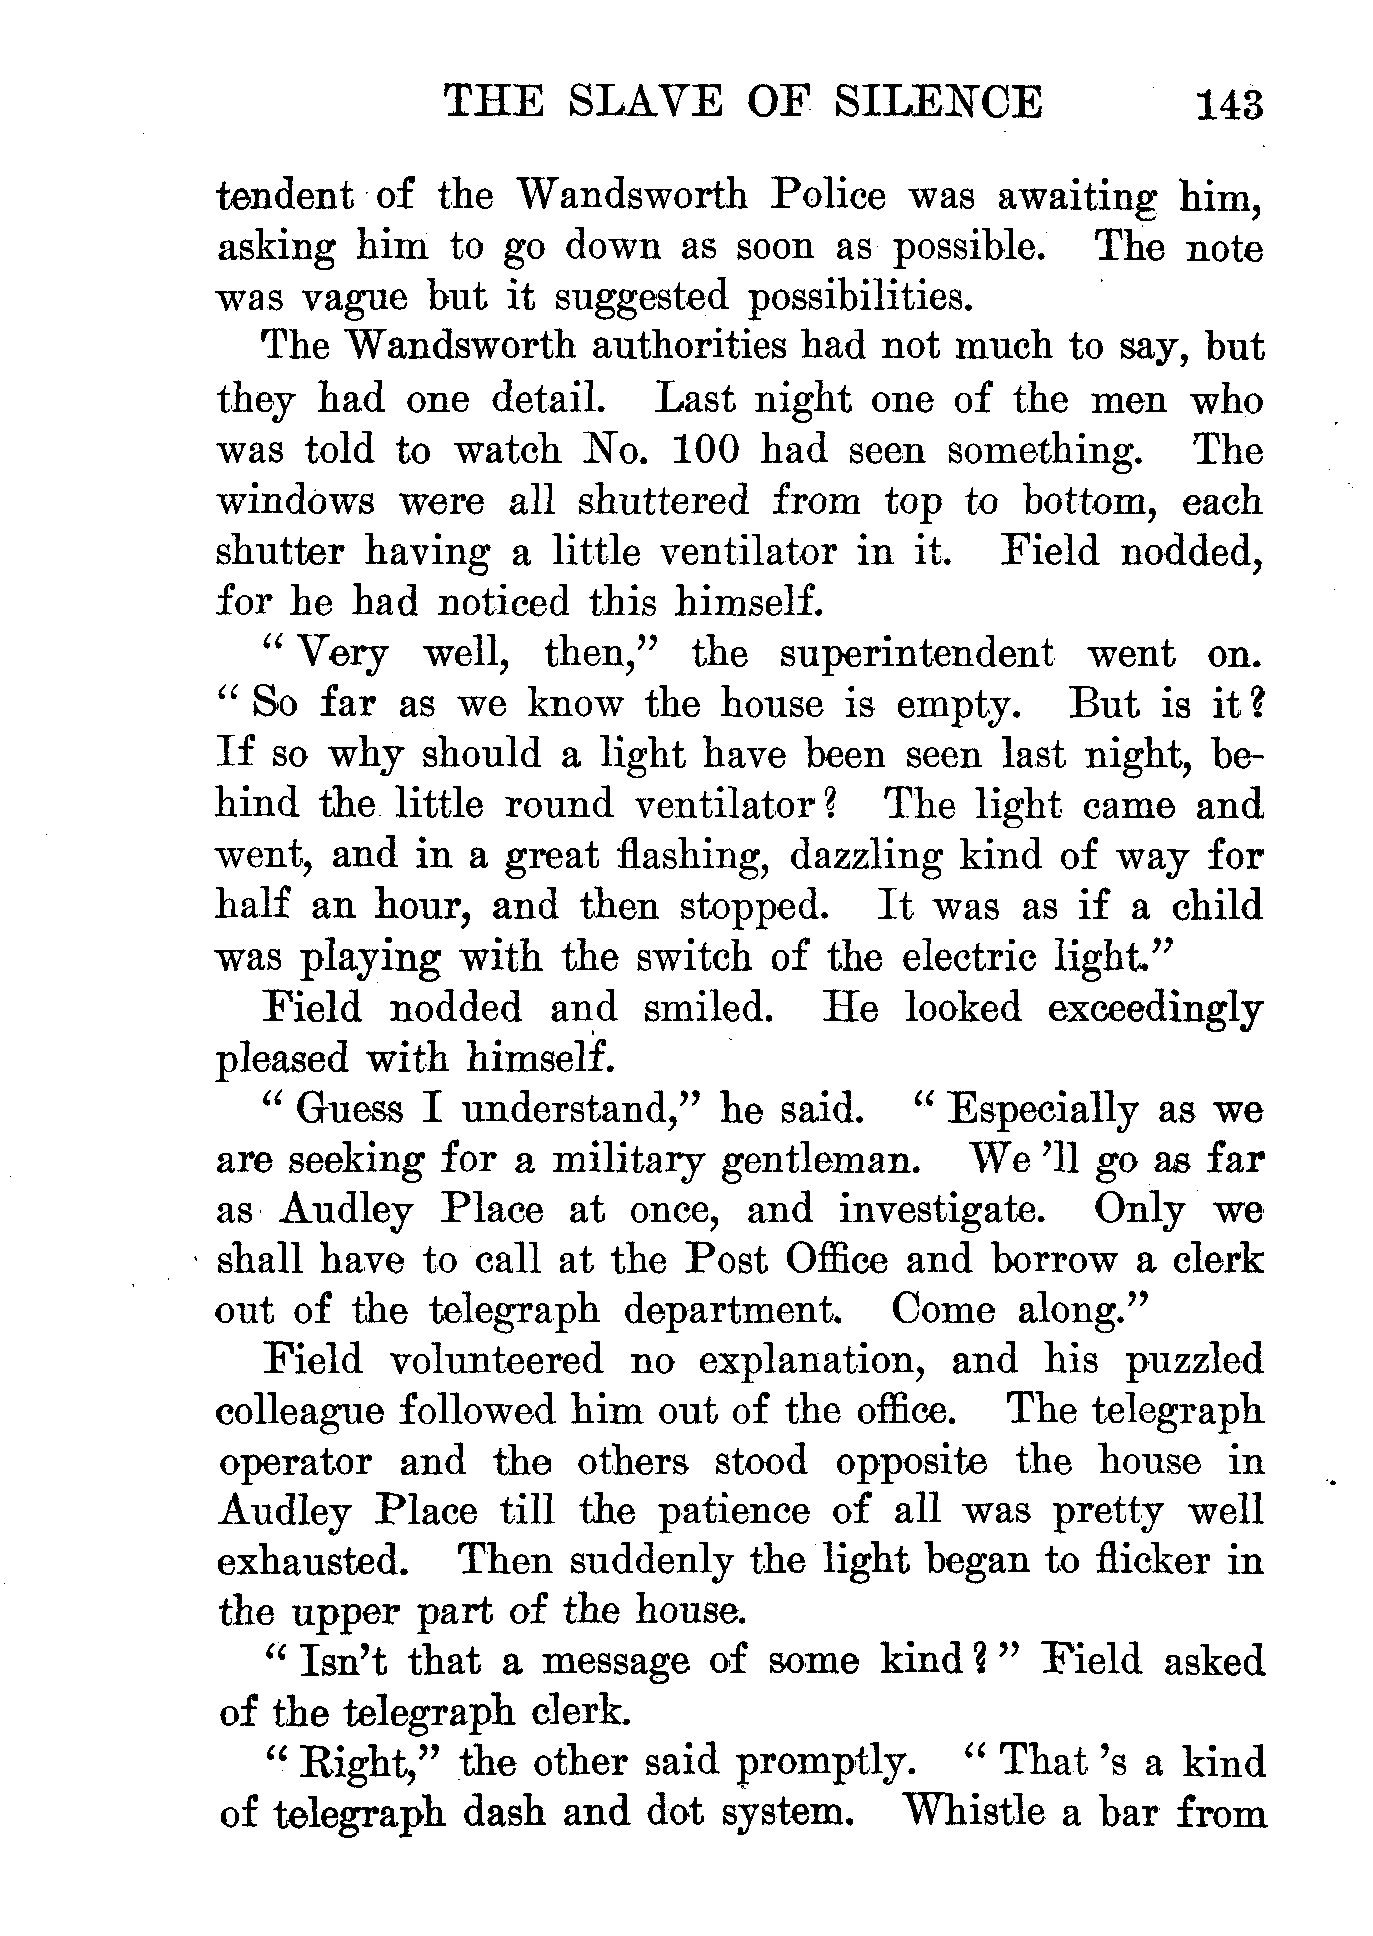 THE SLAVE OF SILENCE 143
tendent of the Wandsworth Police was awaiting him,
asking him to go down as soon as possible. The note
was vague but it suggested possibilities.
The Wandsworth authorities had not much to say, but
they had one detail. Last night one of the men who
was told to watch No. 100 had seen something. The
windows were all shuttered from top to bottom, each
shutter having a little ventilator in it. Field nodded,
for he had noticed this himself.
“ Very well, then,” the superintendent went on.
“ So far as we know the house is empty. But is it?
If so why should a light have been seen last night, be-
hind the little round ventilator? The light came and
went, and in a great flashing, dazzling kind of way for
half an hour, and then stopped. It was as if a child
was playing with the switch of the electric light.”
Field nodded and smiled. He looked exceedingly
pleased with himself.
“ Guess I understand,” he said. “ Especially as we
are seeking for a military gentleman. We ’ll go as far
as Audley Place at once, and investigate. Only we
shall have to call at the Post Office and borrow a clerk
out of the telegraph department. Come along.”
Field volunteered no explanation, and his puzzled
colleague followed him out of the office. The telegraph
operator and the others stood opposite the house in
Audley Place till the patience of all was pretty well
exhausted. Then suddenly the light began to flicker in
the upper part of the house.
“ Isn’t that a message of some kind? ” Field asked
of the telegraph clerk.
“ Right,” the other said promptly. “ That ’s a kind
of telegraph dash and dot system. Whistle a bar from